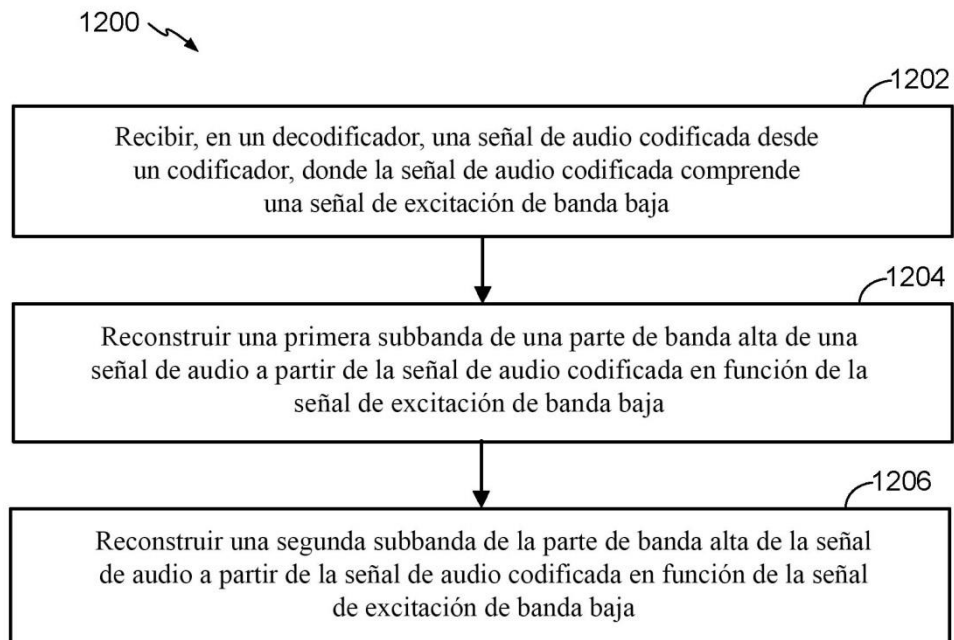 1200
1202
Recibir, en un decodificador, una señal de audio codificada desde
un codificador, donde la señal de audio codificada comprende
una señal de excitación de banda baja
1204
Reconstruir una primera subbanda de una parte de banda alta de una
señal de audio a partir de la señal de audio codificada en función de la
señal de excitación de banda baja
1206
Reconstruir una segunda subbanda de la parte de banda alta de la señal
de audio a partir de la señal de audio codificada en función de la señal
de excitación de banda baja